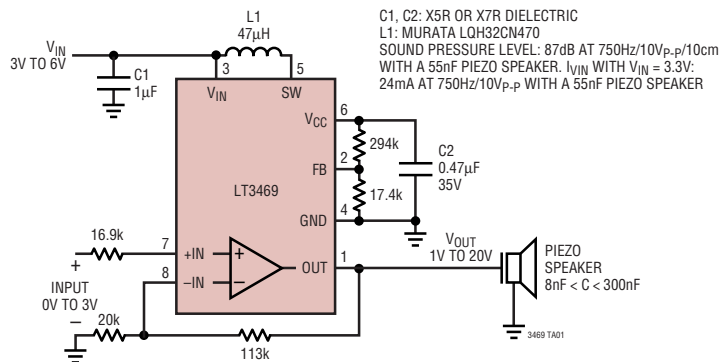 L1
47µH
C1, C2: X5R OR X7R DIELECTRIC
L1: MURATA LQH32CN470
SOUND PRESSURE LEVEL: 87dB AT 750Hz/10VP-P/10cm
WITH A 55nF PIEZO SPEAKER. IVIN WITH VIN = 3.3V:
24mA AT 750Hz/10VP-P WITH A 55nF PIEZO SPEAKER
VIN
3V TO 6V
C1
1µF
3
5
VIN
SW
VCC
6
294k
FB
2
17.4k
C2
0.47µF
35V
LT3469
GND
4
16.9k
7
+IN
+
8
–IN
–
OUT
1
VOUT
1V TO 20V
PIEZO
SPEAKER
8nF < C < 300nF
+
INPUT
0V TO 3V
–
20k
113k
3469 TA01